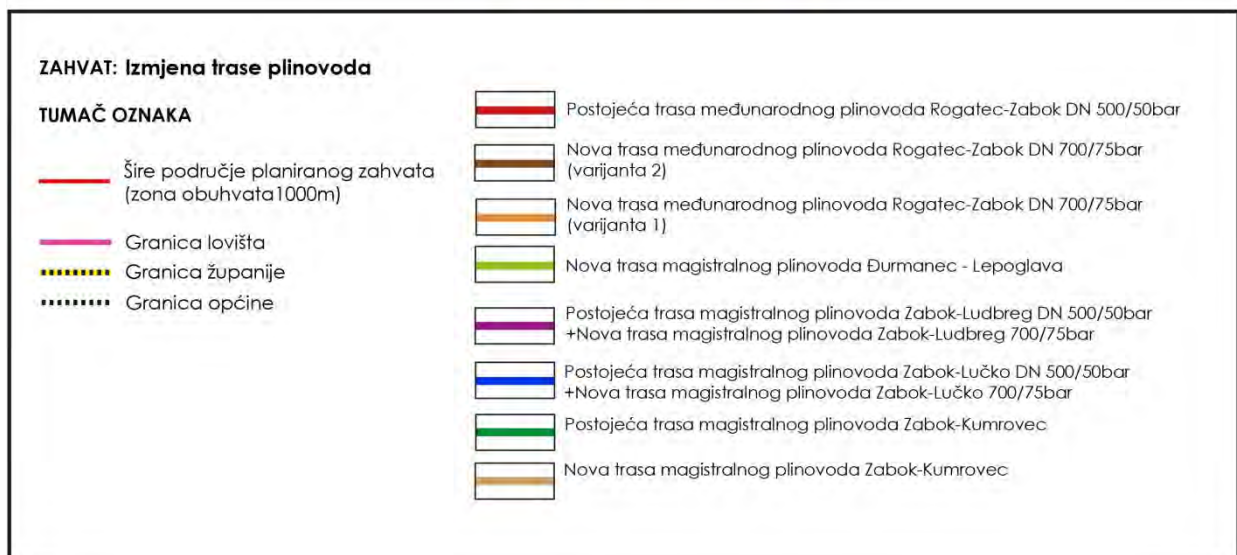 ZAHVAT: Izmjena trase plinovoda
TUMAČ OZNAKA
Šire područje planiranog zahvata
(zona obuhvata1000m)
Granica lovišta
Granica županije
Granica općine
Postojeća trasa međunarodnog plinovoda Rogatec-Zabok DN 500/50bar
Nova trasa međunarodnog plinovoda Rogatec-Zabok DN 700/75bar
(varijanta 2)
Nova trasa međunarodnog plinovoda Rogatec-Zabok DN 700/75bar
(varijanta 1)
Nova trasa magistralnog plinovoda Đurmanec - Lepoglava
Postojeća trasa magistralnog plinovoda Zabok-Ludbreg DN 500/50bar
+Nova trasa magistralnog plinovoda Zabok-Ludbreg 700/75bar
Postojeća trasa magistralnog plinovoda Zabok-Lučko DN 500/50bar
+Nova trasa magistralnog plinovoda Zabok-Lučko 700/75bar
Postojeća trasa magistralnog plinovoda Zabok-Kumrovec
Nova trasa magistralnog plinovoda Zabok-Kumrovec